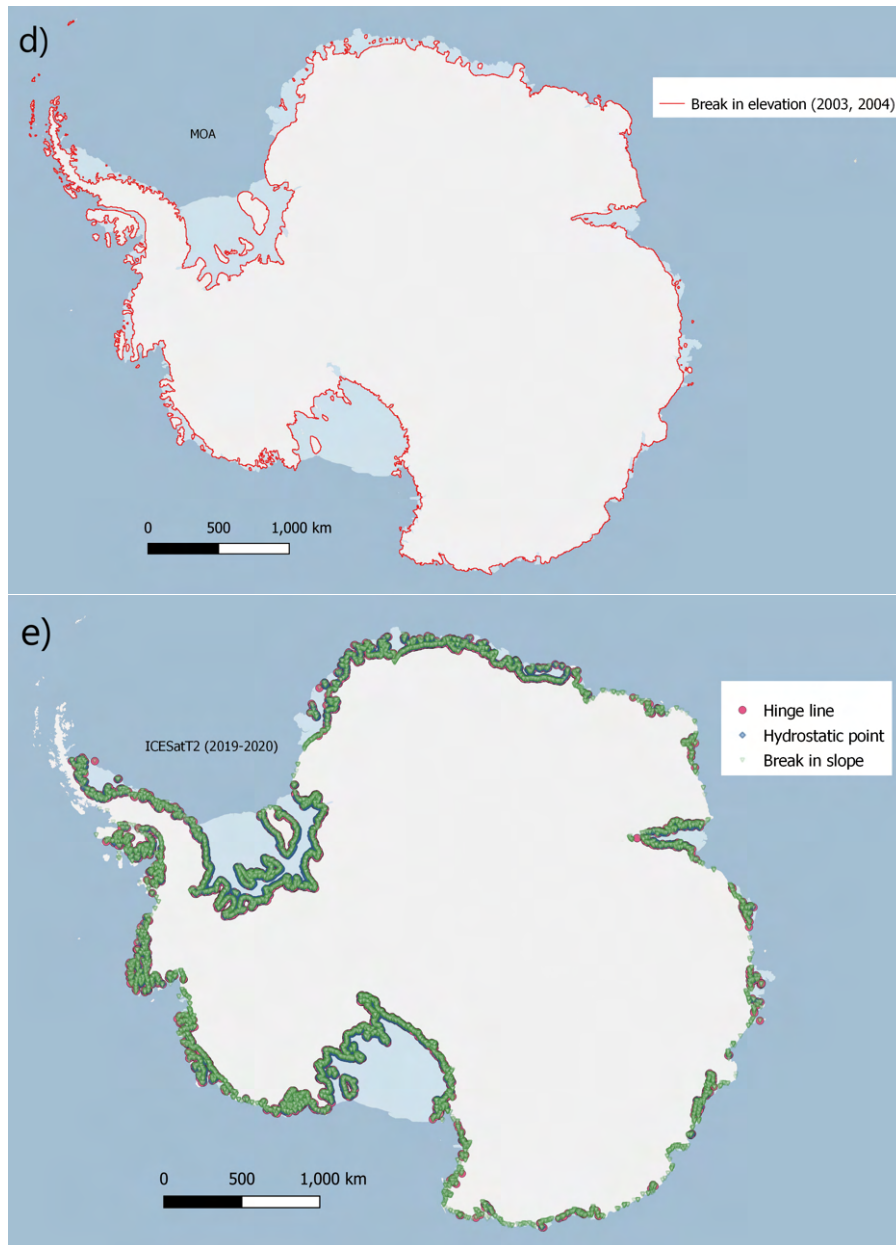 d)
MOA
Break in elevation (2003, 2004)
0 500 1,000 km
e)
ICESatT2 (2019-2020)
Hinge line
Hydrostatic point
Break in slope
0 500 1,000 km